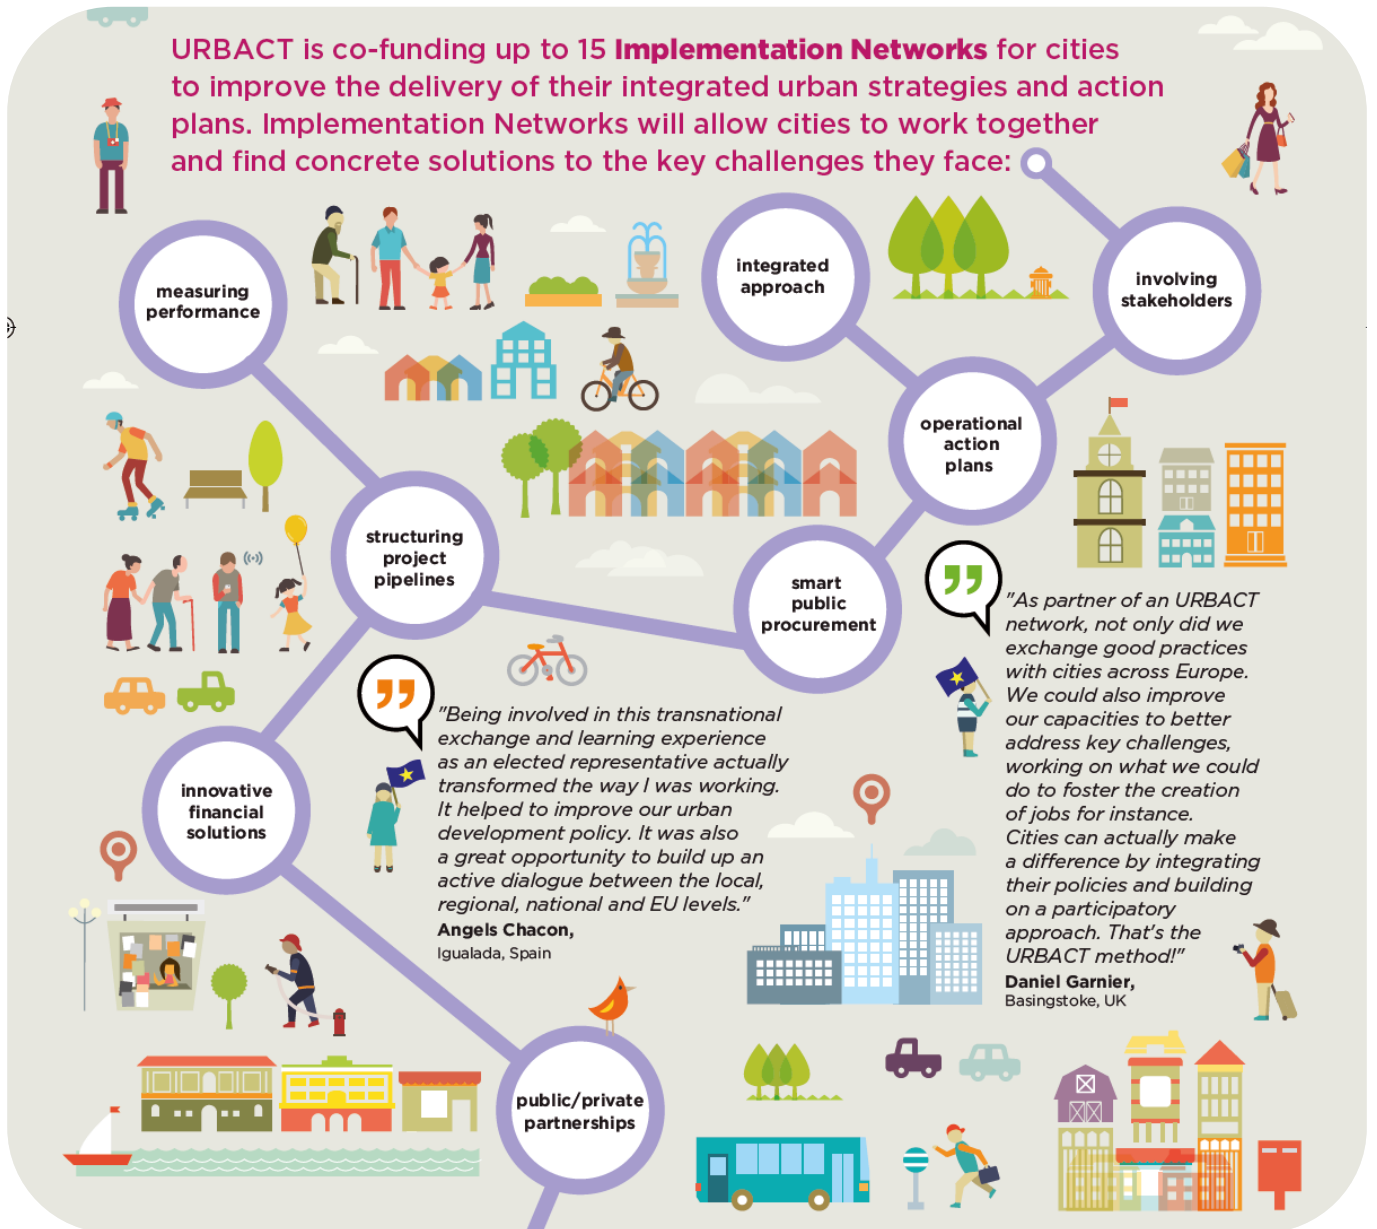 URBACT is co-funding up to 15 Implementation Networks for cities
to improve the delivery of their integrated urban strategies and action
plans. Implementation Networks will allow cities to work together
and find concrete solutions to the key challenges they face:
measuring
performance
integrated
approach
involving
stakeholders
operational
action
plans
structuring
project
pipelines
smart
public
procurement
innovative
financial
solutions
"Being involved in this transnational
exchange and learning experience
as an elected representative actually
transformed the way I was working.
It helped to improve our urban
development policy. It was also
a great opportunity to build up an
active dialogue between the local,
regional, national and EU levels."
Angels Chacon,
Igualada, Spain
"As partner of an URBACT
network, not only did we
exchange good practices
with cities across Europe.
We could also improve
our capacities to better
address key challenges,
working on what we could
do to foster the creation
of jobs for instance.
Cities can actually make
a difference by integrating
their policies and building
on a participatory
approach. That's the
URBACT method!"
Daniel Garnier,
Basingstoke, UK
public/private
partnerships